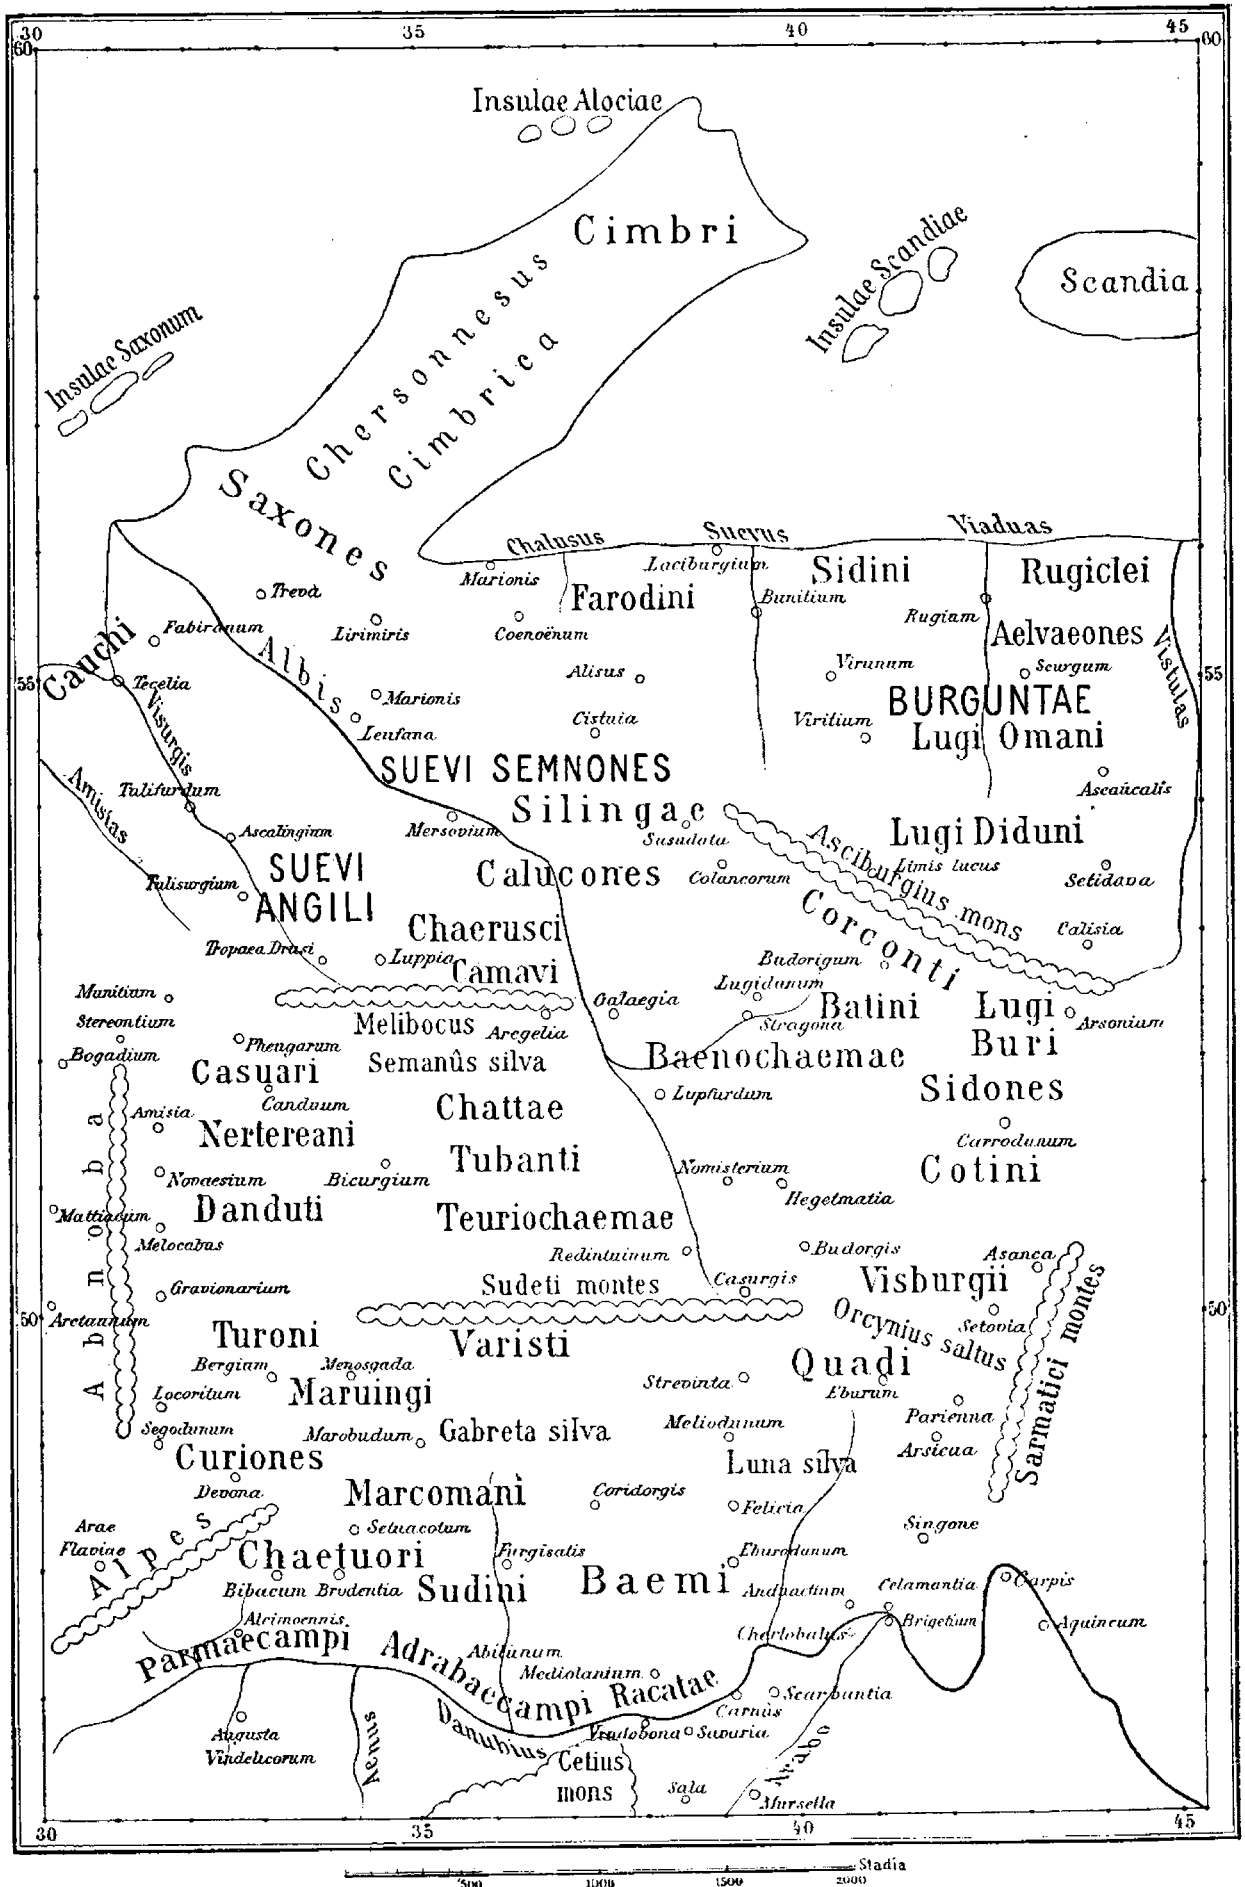 30
35
40
45
60
60
Insulae Alociae
Cimbri
Insulae Scandiae
Scandia
Insulae Saxonum
Chersonnesus
Cimbrica
Saxones
Chalusus
Suevus
Viaduas
Marionis
Laciburgium
Sidini
Rugiclei
Treva
Farodini
Bunitium
Rugium
Fabiranum
Lirimiris
Coenoënum
Aelvaeones
Cauchi
Albis
Alisus
Virunum
Scurgum
Vistulas
55
55
Tecelia
Marionis
BURGUNTAE
Visurgis
Leufana
Cistuia
Viritium
Lugi Omani
Amisias
Tulifurdum
SUEVI SEMNONES
Ascaucalis
Silingae
Ascalingium
Mersovium
Susudata
Asciburgius mons
Lugi Diduni
SUEVI
ANGILI
Calucones
Colancorum
Limis lucus
Setidava
Tulisurgium
Chaerusci
Corconti
Calisia
Tropaea Drusi
Luppia
Camavi
Budorigum
Munitium
Galaegia
Lugidunum
Batini
Lugi
Buri
Arsonium
Stereontium
Melibocus
Aregelia
Stragona
Bogadium
Phengarum
Semanûs silva
Baenochaemae
Casuari
Canduum
Chattae
Lupfurdum
Sidones
Amisia
Nertereani
Carrodunum
Tubanti
Cotini
Novaesium
Bicurgium
Nomisterium
Hegetmatia
Mattiacum
Danduti
Teuriochaemae
Melocabus
Redintuinum
Budorgis
Asanca
Abnoba
Gravionarium
Sudeti montes
Casurgis
Visburgii
50
50
Aretaunum
Orcynius saltus
Setovia
Sarmatici montes
Turoni
Varisti
Quadi
Bergium
Menosgada
Strevinta
Eburum
Locoritum
Maruingi
Parienna
Segodunum
Marobudum
Gabreta silva
Meliodunum
Arsicua
Curiones
Luna silva
Devona
Marcomani
Coridorgis
Felicia
Alpes
Arae
Flaviae
Setuacotum
Singone
Chaetuori
Furgisatis
Eburodunum
Bibacum
Brodentia
Sudini
Baemi
Anduaetium
Celamantia
Carpis
Alcimoennis
Brigetium
Aquincum
Parmaecampi
Adrabaecampi
Abilunum
Mediolanium
Racatae
Carnûs
Scarbantia
Augusta
Vindelicorum
Aenus
Danubius
Vindobona
Savaria
Arabo
Cetius
mons
Sala
Mursella
30
35
40
45
Stadia
500
1000
1500
2000